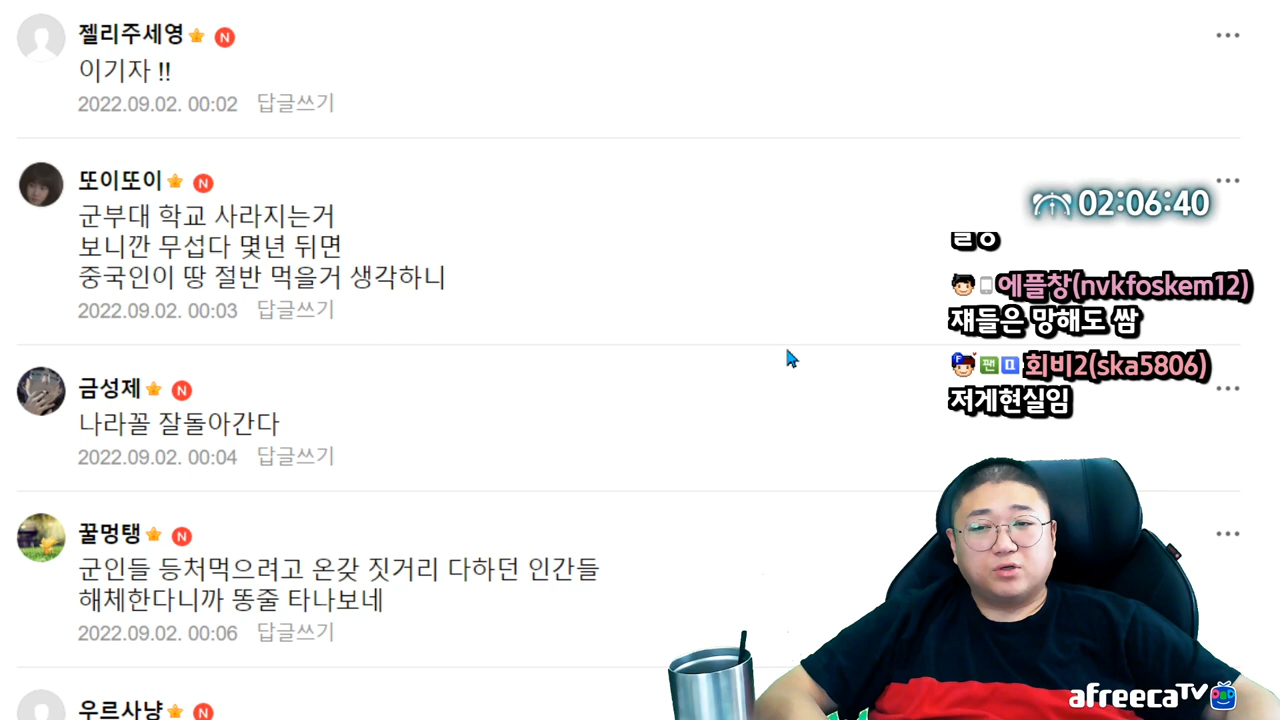 젤리주세영 N
이기자 !!
2022.09.02. 00:02 답글쓰기
또이또이 N
군부대 학교 사라지는거
보니깐 무섭다 몇년 뒤면
중국인이 땅 절반 먹을거 생각하니
2022.09.02. 00:03 답글쓰기
금성제 N
나라꼴 잘돌아간다
2022.09.02. 00:04 답글쓰기
꿀멍탱 N
군인들 등처먹으려고 온갖 짓거리 다하던 인간들
해체한다니까 똥줄 타나보네
2022.09.02. 00:06 답글쓰기
우르사냥 N
02:06:40
에플창(nvkfoskem12)
쟤들은 망해도 쌈
F 팬 회비2(ska5806)
저게현실임
afreecaTV